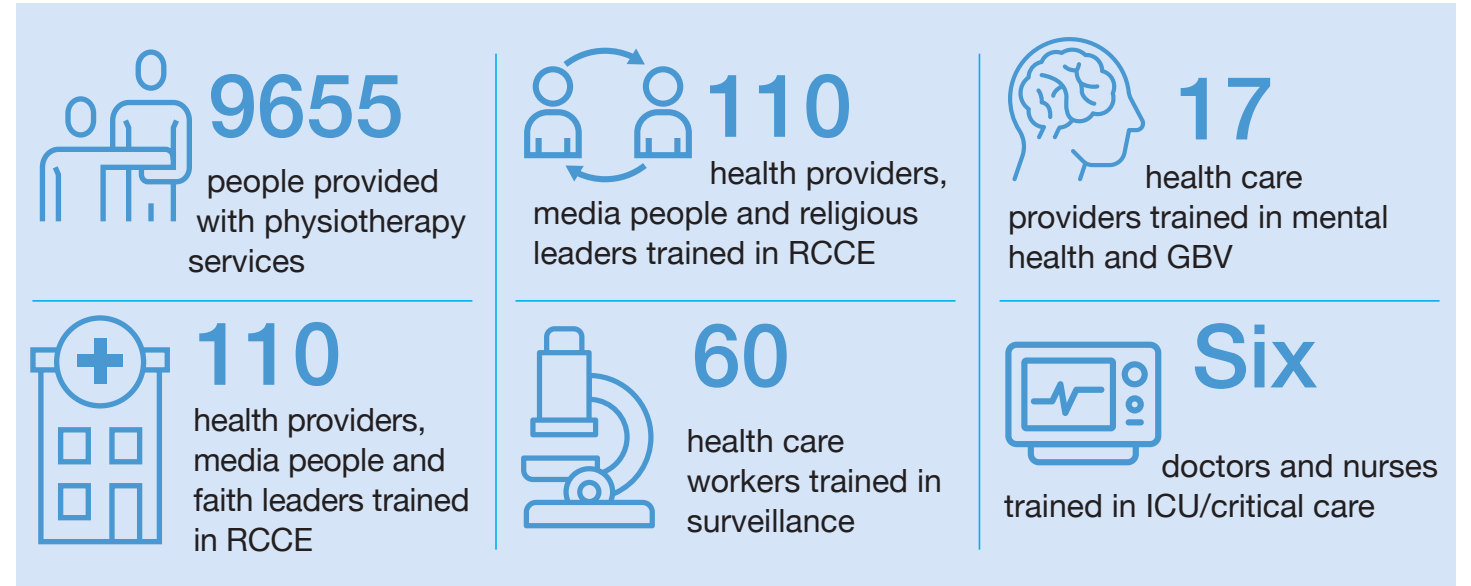 9655
people provided
with physiotherapy
services
110
health providers,
media people and religious
leaders trained in RCCE
17
health care
providers trained in mental
health and GBV
110
health providers,
media people and
faith leaders trained
in RCCE
60
health care
workers trained in
surveillance
Six
doctors and nurses
trained in ICU/critical care